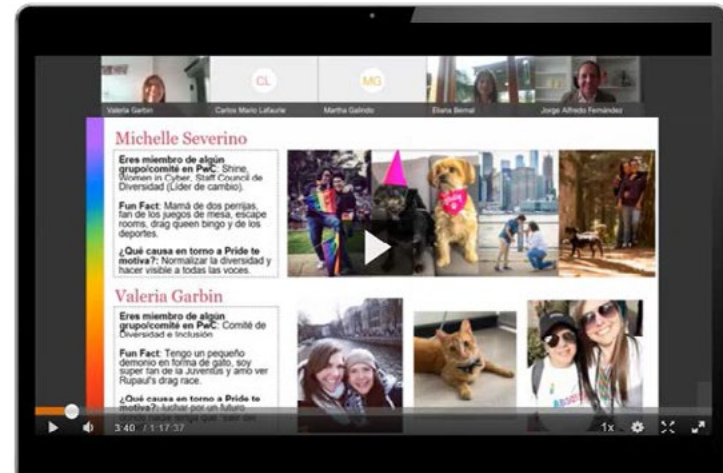 CL
MG
Valeria Garbin
Carlos Mario Lafaurie
Martha Galindo
Eliana Bernal
Jorge Alfredo Fernández
Michelle Severino
Eres miembro de algún
grupo/comité en PwC: Shine,
Women in Cyber, Staff Council de
Diversidad (Líder de cambio).
Fun Fact: Mamá de dos perrijas,
fan de los juegos de mesa, escape
rooms, drag queen bingo y de los
deportes.
¿Qué causa en torno a Pride te
motiva?: Normalizar la diversidad y
hacer visible a todas las voces.
Valeria Garbin
Eres miembro de algún
grupo/comité en PwC: Comité de
Diversidad e Inclusión
Fun Fact: Tengo un pequeño
demonio en forma de gato, soy
super fan de la Juventus y amo ver
Rupaul's drag race.
¿Qué causa en torno a Pride te
motiva?: luchar por un futuro
donde nadie tenga que "salir del
3:40 / 1:17:37
1x